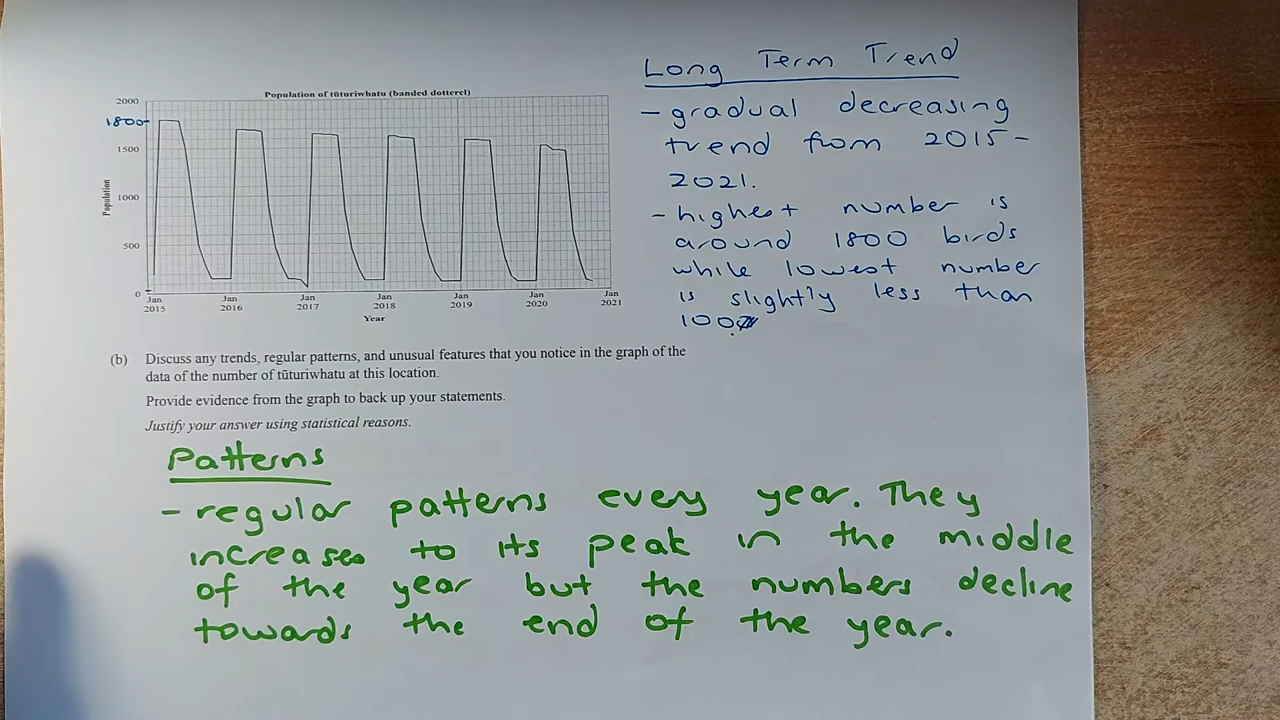 Population of tūturiwhatu (banded dotterel)
2000
1800
1500
1000
500
0
Population
Jan 2015
Jan 2016
Jan 2017
Jan 2018
Jan 2019
Jan 2020
Jan 2021
Year
Long Term Trend
- gradual decreasing
trend from 2015-
2021.
- highest number is
around 1800 birds
while lowest number
is slightly less than
100
(b) Discuss any trends, regular patterns, and unusual features that you notice in the graph of the
data of the number of tūturiwhatu at this location.
Provide evidence from the graph to back up your statements.
Justify your answer using statistical reasons.
Patterns
- regular patterns every year. They
increases to its peak in the middle
of the year but the numbers decline
towards the end of the year.